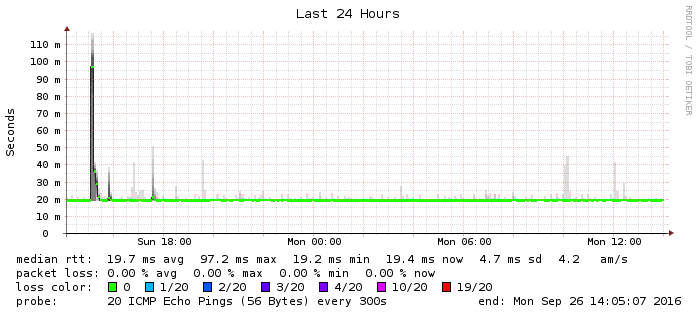 Last 24 Hours
RRDTOOL / TOBI OETIKER
Seconds
110 m
100 m
90 m
80 m
70 m
60 m
50 m
40 m
30 m
20 m
10 m
0
Sun 18:00 Mon 00:00 Mon 06:00 Mon 12:00
median rtt: 19.7 ms avg 97.2 ms max 19.2 ms min 19.4 ms now 4.7 ms sd 4.2 am/s
packet loss: 0.00 % avg 0.00 % max 0.00 % min 0.00 % now
loss color: 0 1/20 2/20 3/20 4/20 10/20 19/20
probe: 20 ICMP Echo Pings (56 Bytes) every 300s end: Mon Sep 26 14:05:07 2016